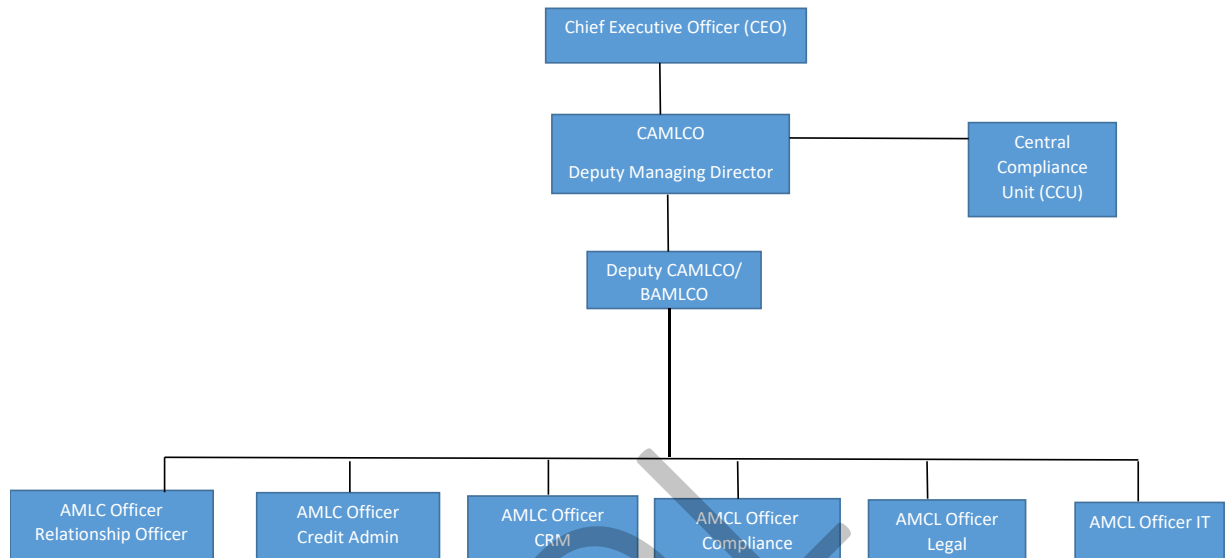 Chief Executive Officer (CEO)
CAMLCO
Deputy Managing Director
Central
Compliance
Unit (CCU)
Deputy CAMLCO/
BAMLCO
AMLC Officer
Relationship Officer
AMLC Officer
Credit Admin
AMLC Officer
CRM
AMCL Officer
Compliance
AMCL Officer
Legal
AMCL Officer IT